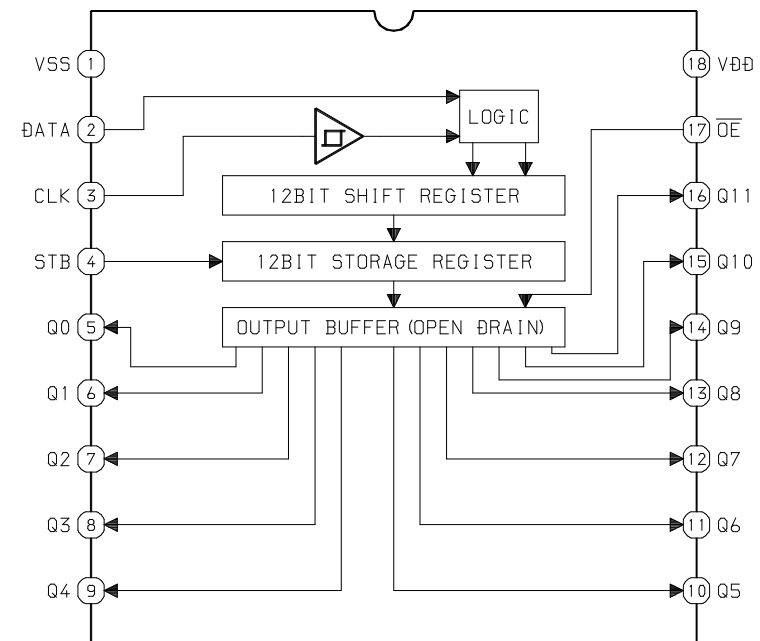 VSS 1 18 VDD
DATA 2 LOGIC 17 OE
CLK 3 12BIT SHIFT REGISTER 16 Q11
STB 4 12BIT STORAGE REGISTER 15 Q10
Q0 5 OUTPUT BUFFER (OPEN DRAIN) 14 Q9
Q1 6 13 Q8
Q2 7 12 Q7
Q3 8 11 Q6
Q4 9 10 Q5